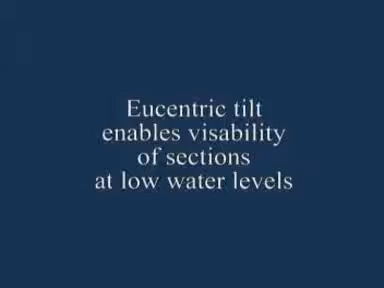 Eucentric tilt
enables visability
of sections
at low water levels